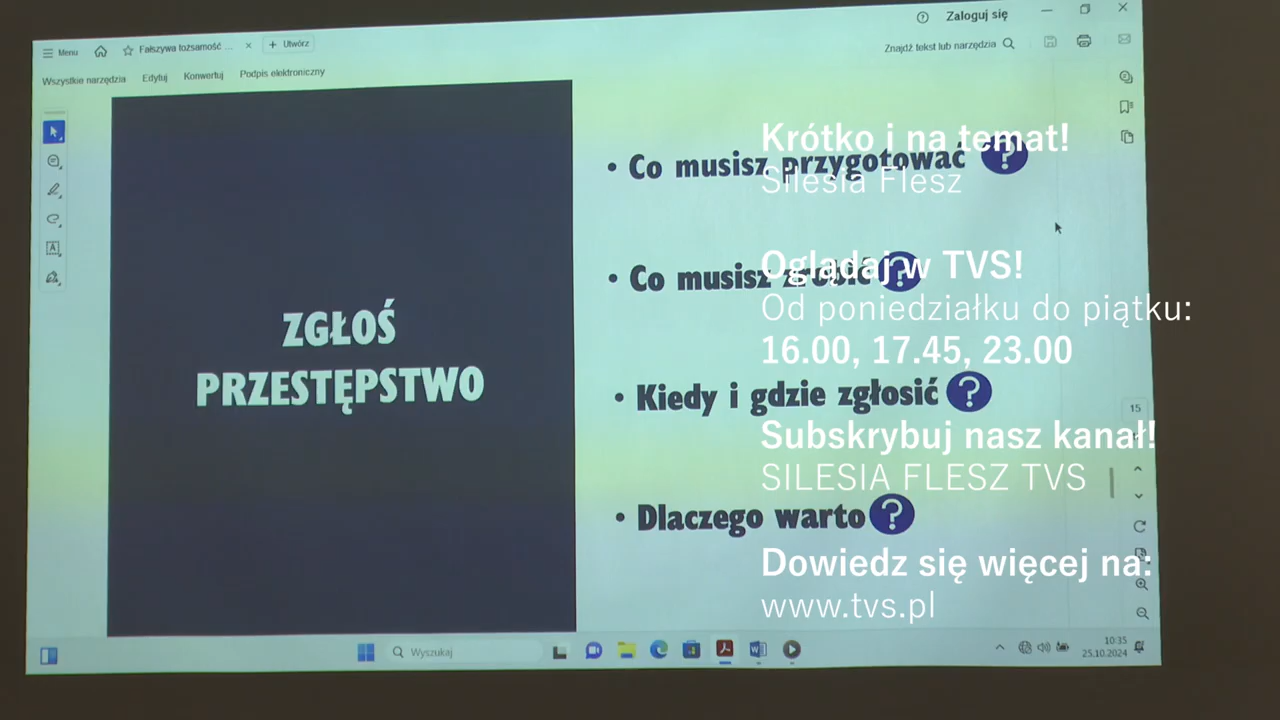 Zaloguj się
Menu
Fałszywa tożsamość ...
+ Utwórz
Znajdź tekst lub narzędzia
Wszystkie narzędzia
Edytuj
Konwertuj
Podpis elektroniczny
ZGŁOŚ
PRZESTĘPSTWO
• Co musisz przygotować ?
• Co musisz zrobić ?
• Kiedy i gdzie zgłosić ?
• Dlaczego warto ?
Krótko i na temat!
Silesia Flesz
Oglądaj w TVS!
Od poniedziałku do piątku:
16.00, 17.45, 23.00
Subskrybuj nasz kanał!
SILESIA FLESZ TVS
Dowiedz się więcej na:
www.tvs.pl
15
Wyszukaj
10:35
25.10.2024